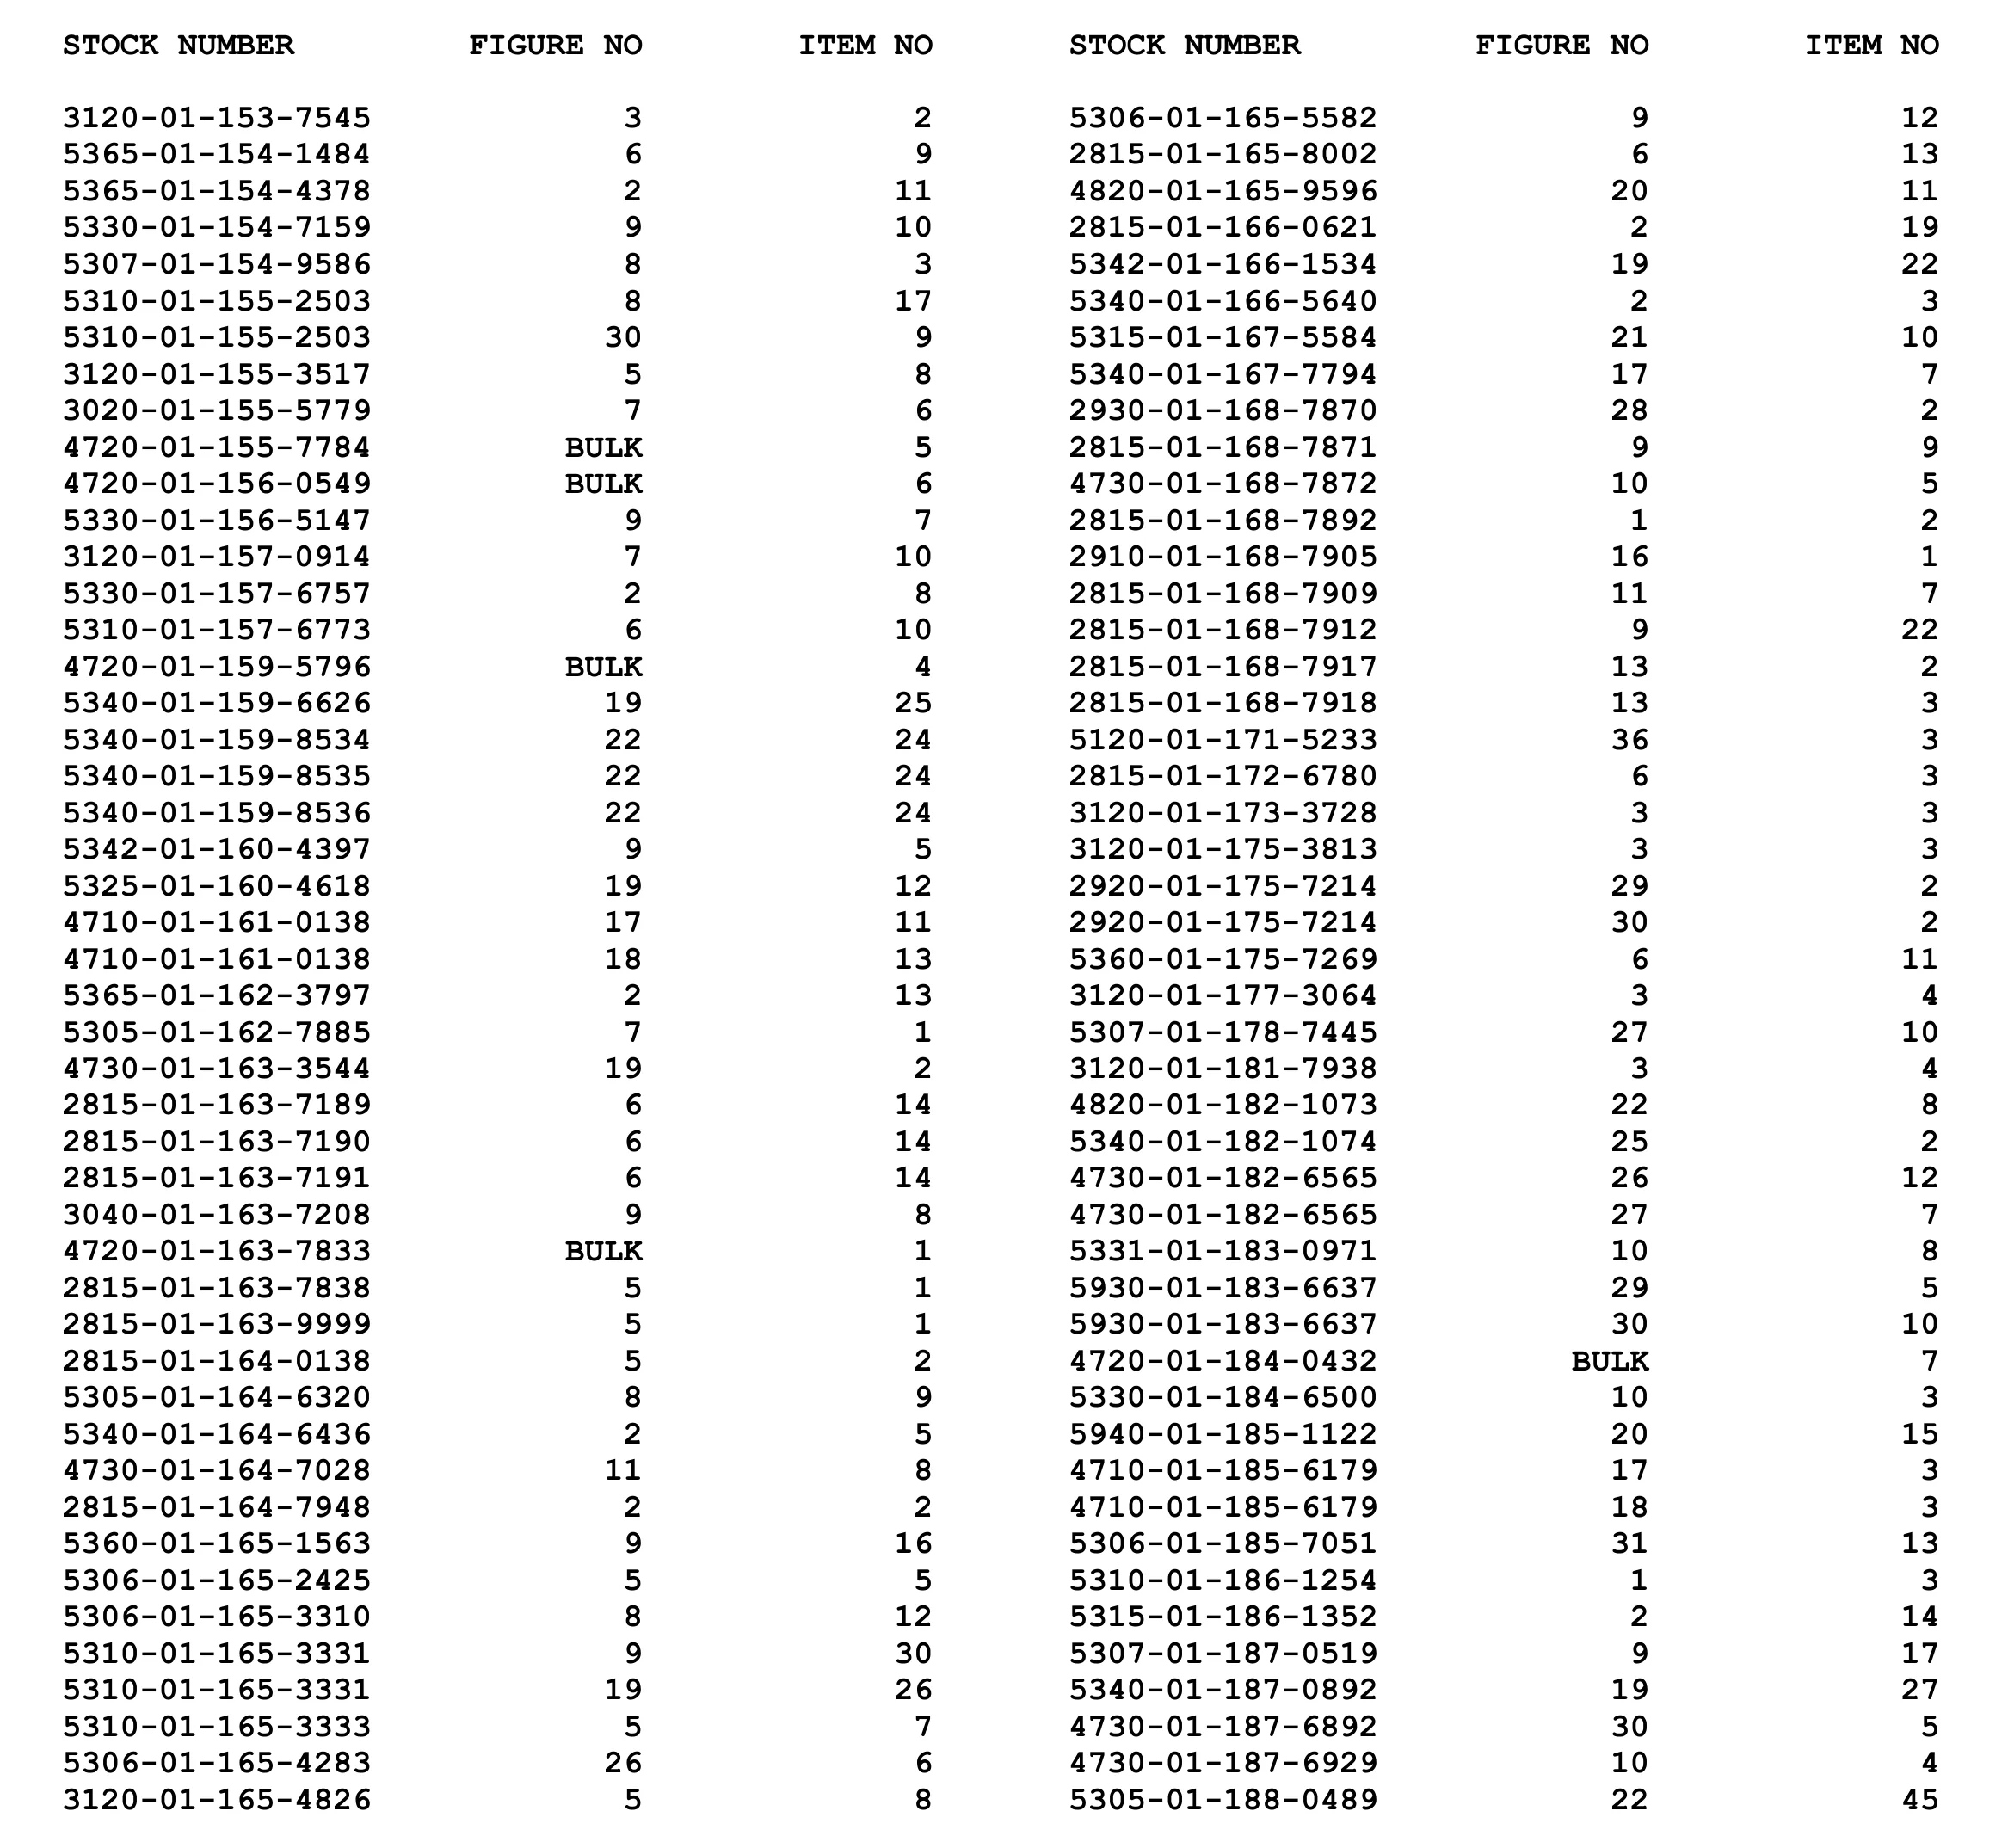 STOCK NUMBER FIGURE NO ITEM NO STOCK NUMBER FIGURE NO ITEM NO
3120-01-153-7545 3 2 5306-01-165-5582 9 12
5365-01-154-1484 6 9 2815-01-165-8002 6 13
5365-01-154-4378 2 11 4820-01-165-9596 20 11
5330-01-154-7159 9 10 2815-01-166-0621 2 19
5307-01-154-9586 8 3 5342-01-166-1534 19 22
5310-01-155-2503 8 17 5340-01-166-5640 2 3
5310-01-155-2503 30 9 5315-01-167-5584 21 10
3120-01-155-3517 5 8 5340-01-167-7794 17 7
3020-01-155-5779 7 6 2930-01-168-7870 28 2
4720-01-155-7784 BULK 5 2815-01-168-7871 9 9
4720-01-156-0549 BULK 6 4730-01-168-7872 10 5
5330-01-156-5147 9 7 2815-01-168-7892 1 2
3120-01-157-0914 7 10 2910-01-168-7905 16 1
5330-01-157-6757 2 8 2815-01-168-7909 11 7
5310-01-157-6773 6 10 2815-01-168-7912 9 22
4720-01-159-5796 BULK 4 2815-01-168-7917 13 2
5340-01-159-6626 19 25 2815-01-168-7918 13 3
5340-01-159-8534 22 24 5120-01-171-5233 36 3
5340-01-159-8535 22 24 2815-01-172-6780 6 3
5340-01-159-8536 22 24 3120-01-173-3728 3 3
5342-01-160-4397 9 5 3120-01-175-3813 3 3
5325-01-160-4618 19 12 2920-01-175-7214 29 2
4710-01-161-0138 17 11 2920-01-175-7214 30 2
4710-01-161-0138 18 13 5360-01-175-7269 6 11
5365-01-162-3797 2 13 3120-01-177-3064 3 4
5305-01-162-7885 7 1 5307-01-178-7445 27 10
4730-01-163-3544 19 2 3120-01-181-7938 3 4
2815-01-163-7189 6 14 4820-01-182-1073 22 8
2815-01-163-7190 6 14 5340-01-182-1074 25 2
2815-01-163-7191 6 14 4730-01-182-6565 26 12
3040-01-163-7208 9 8 4730-01-182-6565 27 7
4720-01-163-7833 BULK 1 5331-01-183-0971 10 8
2815-01-163-7838 5 1 5930-01-183-6637 29 5
2815-01-163-9999 5 1 5930-01-183-6637 30 10
2815-01-164-0138 5 2 4720-01-184-0432 BULK 7
5305-01-164-6320 8 9 5330-01-184-6500 10 3
5340-01-164-6436 2 5 5940-01-185-1122 20 15
4730-01-164-7028 11 8 4710-01-185-6179 17 3
2815-01-164-7948 2 2 4710-01-185-6179 18 3
5360-01-165-1563 9 16 5306-01-185-7051 31 13
5306-01-165-2425 5 5 5310-01-186-1254 1 3
5306-01-165-3310 8 12 5315-01-186-1352 2 14
5310-01-165-3331 9 30 5307-01-187-0519 9 17
5310-01-165-3331 19 26 5340-01-187-0892 19 27
5310-01-165-3333 5 7 4730-01-187-6892 30 5
5306-01-165-4283 26 6 4730-01-187-6929 10 4
3120-01-165-4826 5 8 5305-01-188-0489 22 45